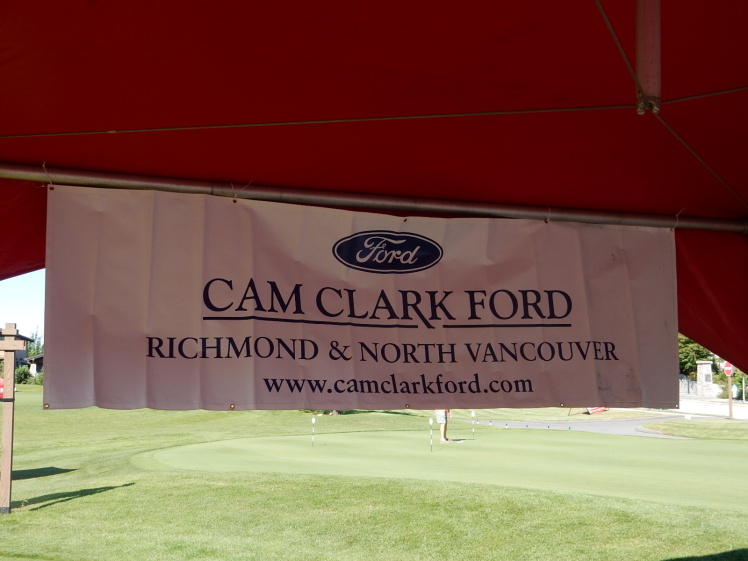 Ford
CAM CLARK FORD
RICHMOND & NORTH VANCOUVER
www.camclarkford.com